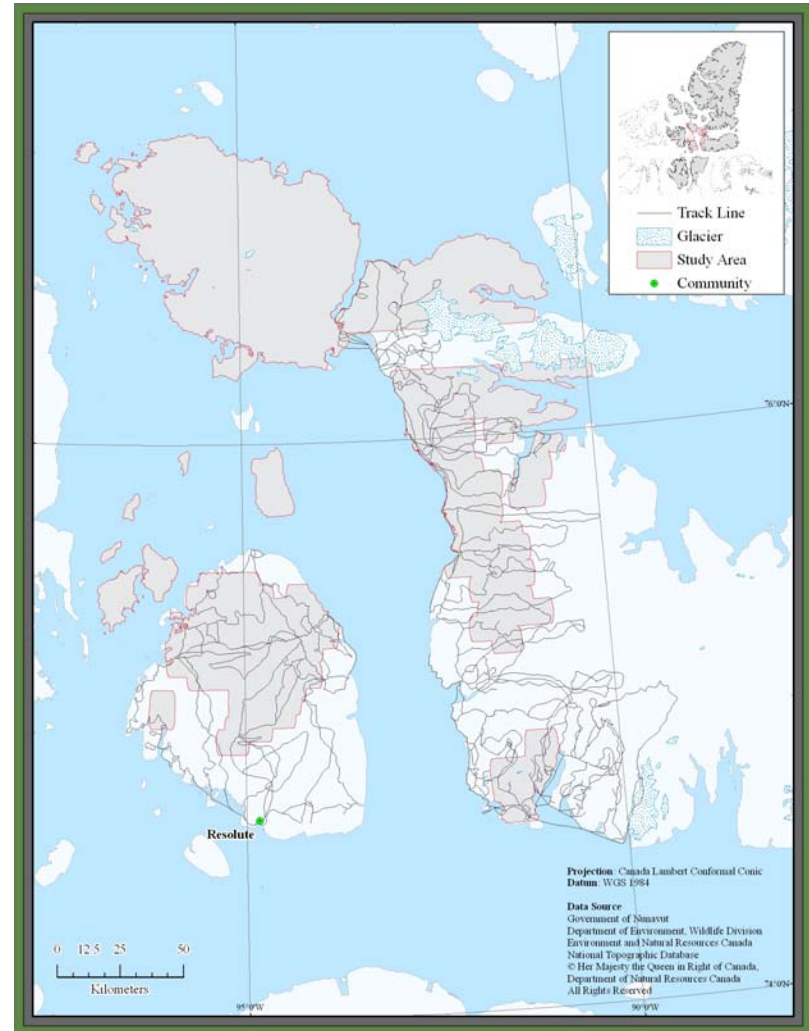 Track Line
Glacier
Study Area
Community
76°0'N
Resolute
Projection: Canada Lambert Conformal Conic
Datum: WGS 1984
Data Source
Government of Nunavut
Department of Environment, Wildlife Division
Environment and Natural Resources Canada
National Topographic Database
© Her Majesty the Queen in Right of Canada,
Department of Natural Resources Canada
All Rights Reserved
0 12.5 25 50
Kilometers
95°0'W
90°0'W
74°0'N